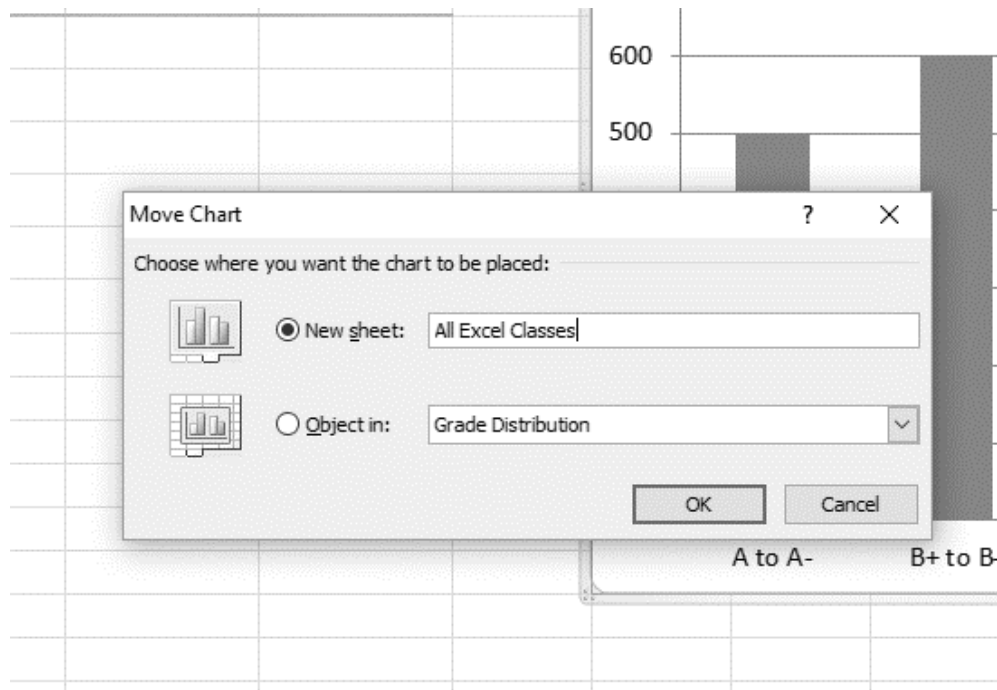 600
500
Move Chart ?
Choose where you want the chart to be placed:
New sheet: All Excel Classes
Object in: Grade Distribution
OK Cancel
A to A- B+ to B-